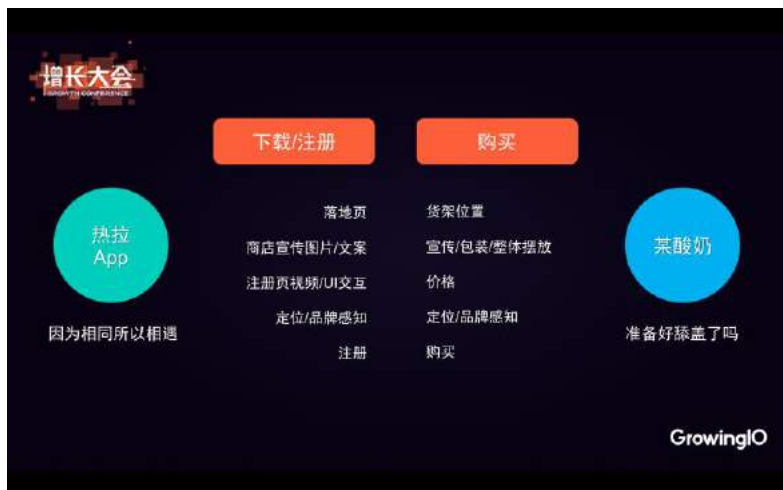 增长大会
GROWTH CONFERENCE
下载/注册
购买
热拉
App
因为相同所以相遇
落地页
货架位置
商店宣传图片/文案
宣传/包装/整体摆放
注册页视频/UI交互
价格
定位/品牌感知
定位/品牌感知
注册
购买
某酸奶
准备好舔盖了吗
GrowingIO